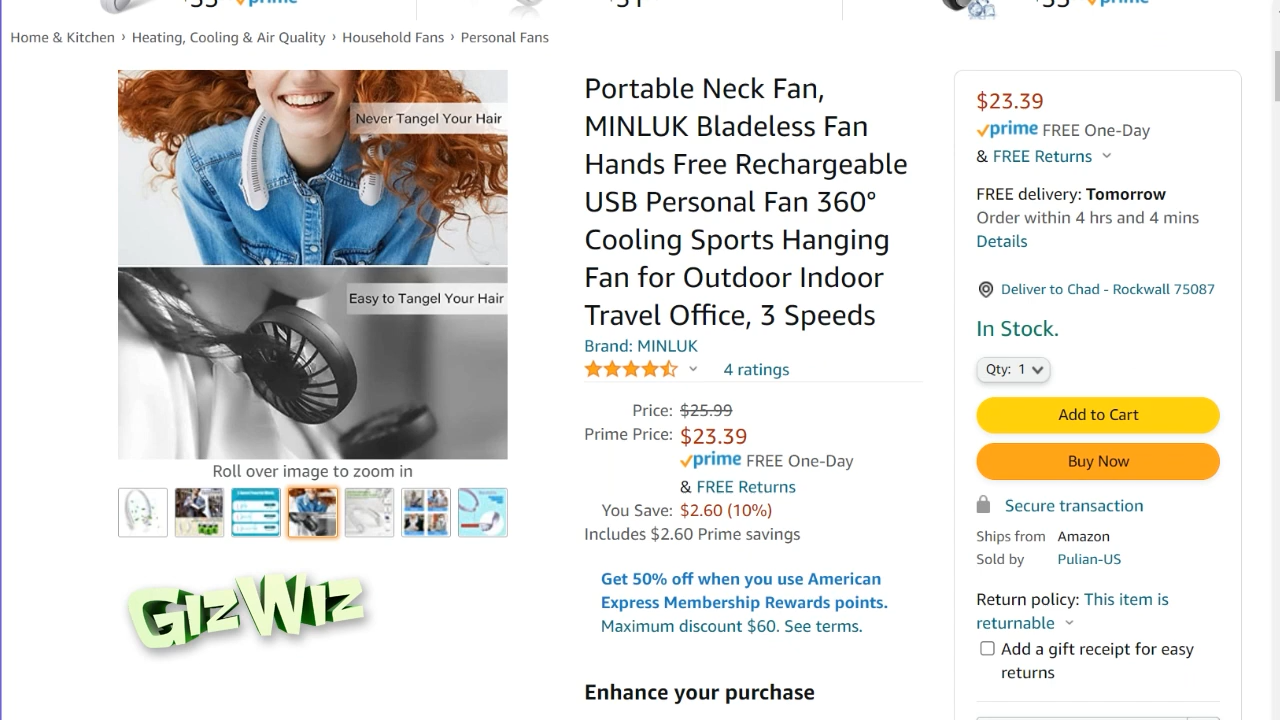 $33 prime
$31
$33 prime
Home & Kitchen › Heating, Cooling & Air Quality › Household Fans › Personal Fans
Never Tangel Your Hair
Easy to Tangel Your Hair
Roll over image to zoom in
GizWiz
Portable Neck Fan,
MINLUK Bladeless Fan
Hands Free Rechargeable
USB Personal Fan 360°
Cooling Sports Hanging
Fan for Outdoor Indoor
Travel Office, 3 Speeds
Brand: MINLUK
4 ratings
Price: $25.99
Prime Price: $23.39
prime FREE One-Day
& FREE Returns
You Save: $2.60 (10%)
Includes $2.60 Prime savings
Get 50% off when you use American
Express Membership Rewards points.
Maximum discount $60. See terms.
Enhance your purchase
$23.39
prime FREE One-Day
& FREE Returns
FREE delivery: Tomorrow
Order within 4 hrs and 4 mins
Details
Deliver to Chad - Rockwall 75087
In Stock.
Qty: 1
Add to Cart
Buy Now
Secure transaction
Ships from Amazon
Sold by Pulian-US
Return policy: This item is
returnable
Add a gift receipt for easy
returns